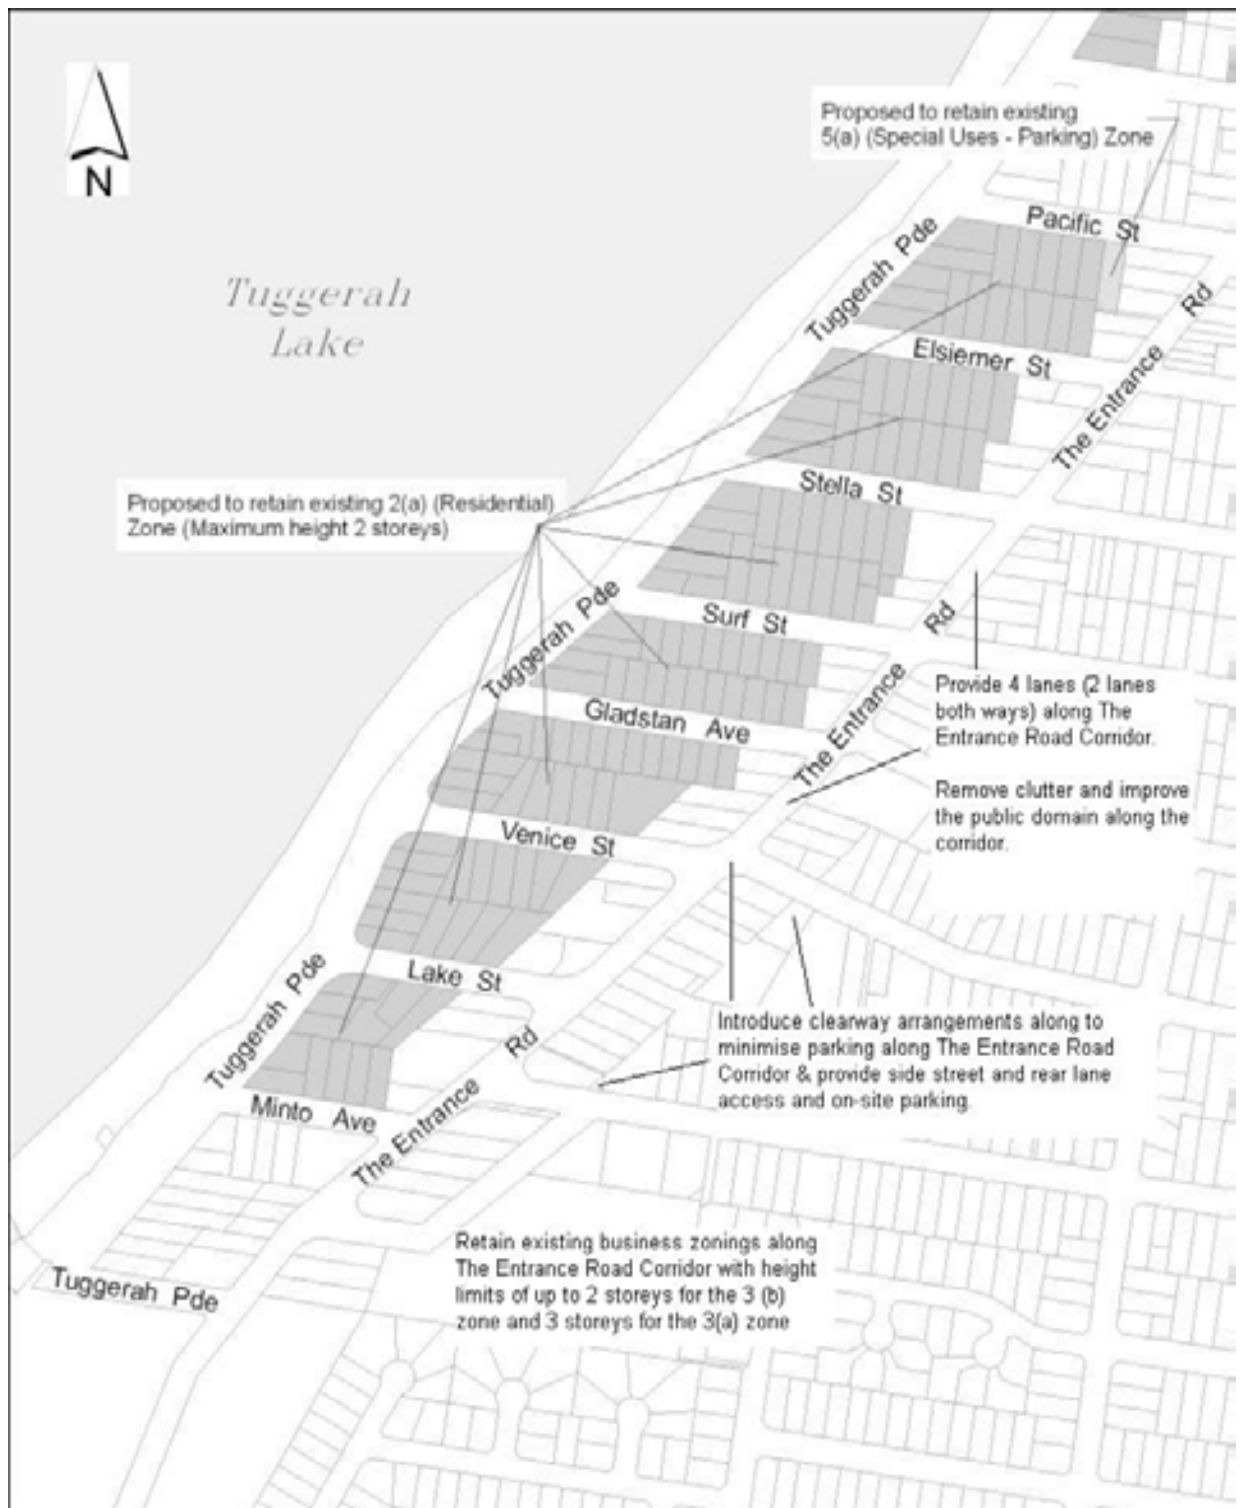 Proposed to retain existing
5(a) (Special Uses - Parking) Zone
N
Pacific St
Tuggerah Pde
Tuggerah
Lake
Rd
Elsiemer St
The Entrance
Stella St
Proposed to retain existing 2(a) (Residential)
Zone (Maximum height 2 storeys)
Tuggerah Pde
Surf St
Rd
Gladstan Ave
The Entrance
Provide 4 lanes (2 lanes
both ways) along The
Entrance Road Corridor.
Remove clutter and improve
the public domain along the
corridor.
Venice St
Lake St
Tuggerah Pde
Rd
Introduce clearway arrangements along to
minimise parking along The Entrance Road
Corridor & provide side street and rear lane
access and on-site parking.
Minto Ave
The Entrance
Retain existing business zonings along
The Entrance Road Corridor with height
limits of up to 2 storeys for the 3 (b)
zone and 3 storeys for the 3(a) zone
Tuggerah Pde